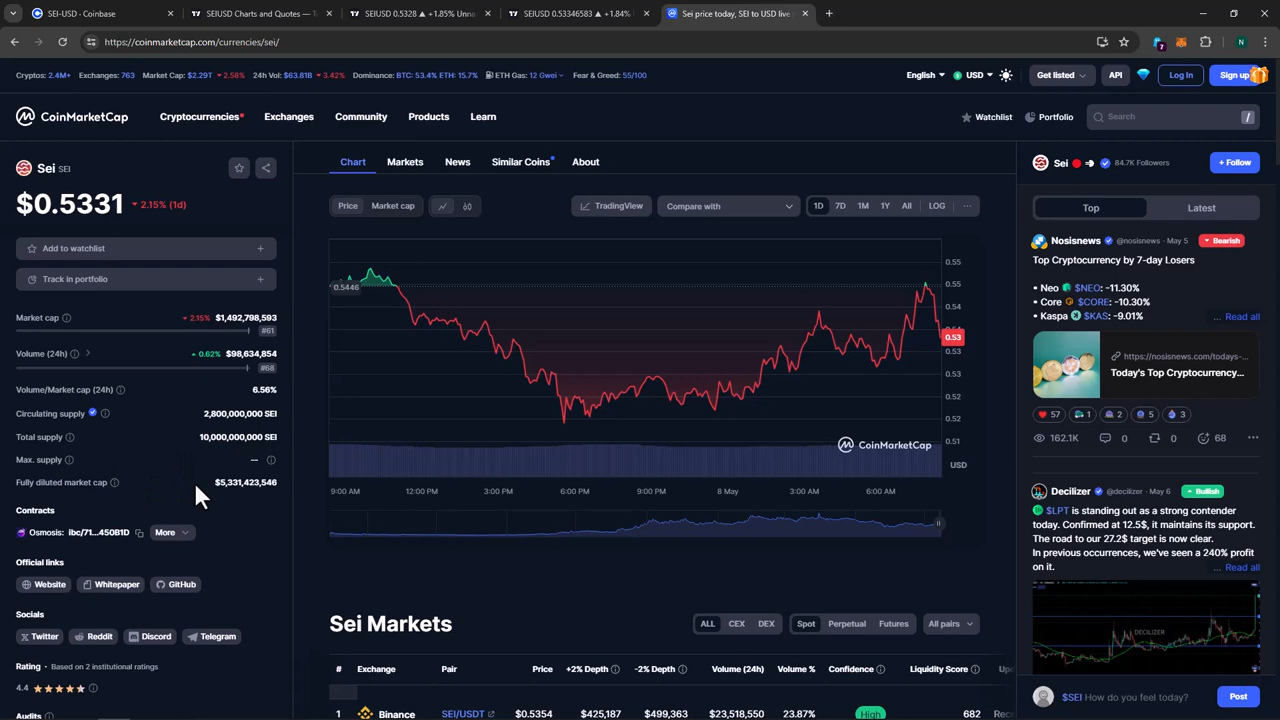 SEI-USD - Coinbase
SEIUSD Charts and Quotes — T
SEIUSD 0.5328 ▲ +1.85% Unn
SEIUSD 0.53346583 ▲ +1.84%
Sei price today, SEI to USD live
https://coinmarketcap.com/currencies/sei/
7
N
Cryptos: 2.4M+ Exchanges: 763 Market Cap: $2.29T 2.58% 24h Vol: $63.81B 3.42% Dominance: BTC: 53.4% ETH: 15.7% ETH Gas: 12 Gwei Fear & Greed: 55/100
English USD Get listed API Log In Sign up
CoinMarketCap Cryptocurrencies Exchanges Community Products Learn Watchlist Portfolio Search /
Sei SEI
$0.5331 2.15% (1d)
Add to watchlist +
Track in portfolio +
Market cap 2.15% $1,492,798,593
#61
Volume (24h) 0.62% $98,634,854
#68
Volume/Market cap (24h) 6.56%
Circulating supply 2,800,000,000 SEI
Total supply 10,000,000,000 SEI
Max. supply --
Fully diluted market cap $5,331,423,546
Contracts
Osmosis: ibc/71...450B1D More
Official links
Website Whitepaper GitHub
Socials
Twitter Reddit Discord Telegram
Rating • Based on 2 institutional ratings
4.4
Audits
Chart Markets News Similar Coins About
Price Market cap TradingView Compare with 1D 7D 1M 1Y All LOG ...
0.5446
0.55
0.55
0.54
0.53
0.53
0.53
0.52
0.52
0.51
CoinMarketCap
USD
9:00 AM 12:00 PM 3:00 PM 6:00 PM 9:00 PM 8 May 3:00 AM 6:00 AM
Sei Markets
ALL CEX DEX Spot Perpetual Futures All pairs
# Exchange Pair Price +2% Depth -2% Depth Volume (24h) Volume % Confidence Liquidity Score
1 Binance SEI/USDT $0.5354 $425,187 $499,363 $23,518,550 23.87% High 682
Sei 84.7K Followers + Follow
Top Latest
Nosisnews @nosisnews · May 5 Bearish
Top Cryptocurrency by 7-day Losers
• Neo $NEO: -11.30%
• Core $CORE: -10.30%
• Kaspa $KAS: -9.01% ... Read all
https://nosisnews.com/todays-...
Today's Top Cryptocurrency...
57 1 2 5 3
162.1K 0 0 68 ...
Decilizer @decilizer · May 6 Bullish
$LPT is standing out as a strong contender
today. Confirmed at 12.5$, it maintains its support.
The road to our 27.2$ target is now clear.
In previous occurrences, we've seen a 240% profit
on it. ... Read all
DECILIZER
$SEI How do you feel today? Post